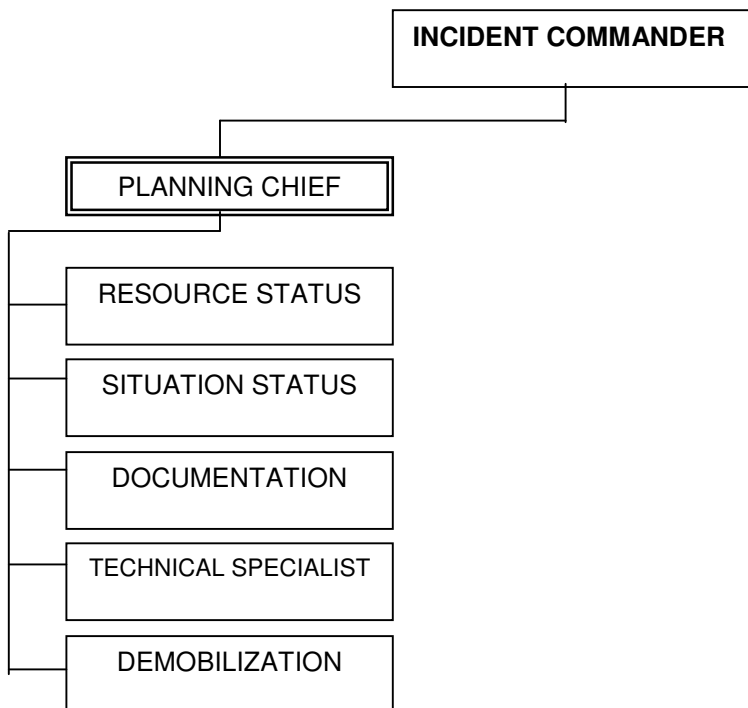 INCIDENT COMMANDER
PLANNING CHIEF
RESOURCE STATUS
SITUATION STATUS
DOCUMENTATION
TECHNICAL SPECIALIST
DEMOBILIZATION